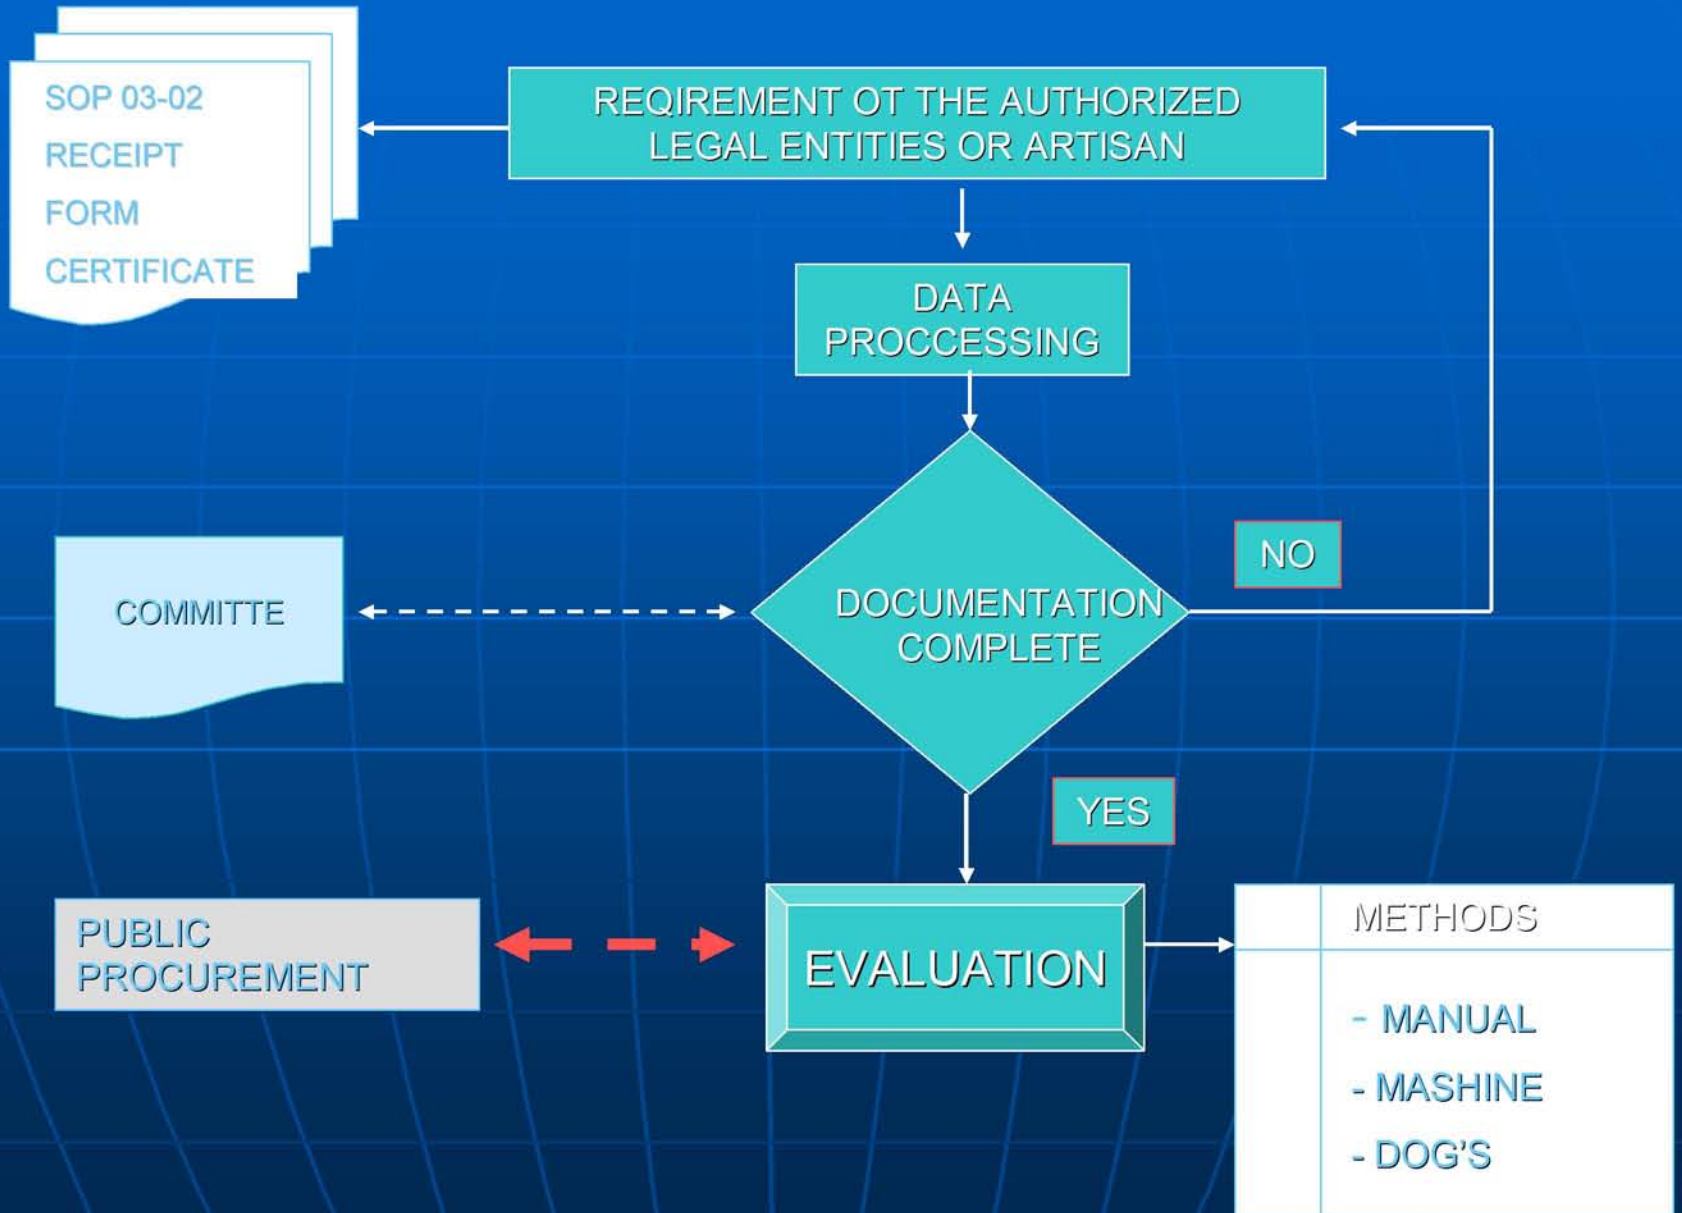 SOP 03-02
RECEIPT
FORM
CERTIFICATE
REQIREMENT OT THE AUTHORIZED
LEGAL ENTITIES OR ARTISAN
DATA
PROCCESSING
COMMITTE
DOCUMENTATION
COMPLETE
NO
YES
PUBLIC
PROCUREMENT
EVALUATION
METHODS
- MANUAL
- MASHINE
- DOG'S